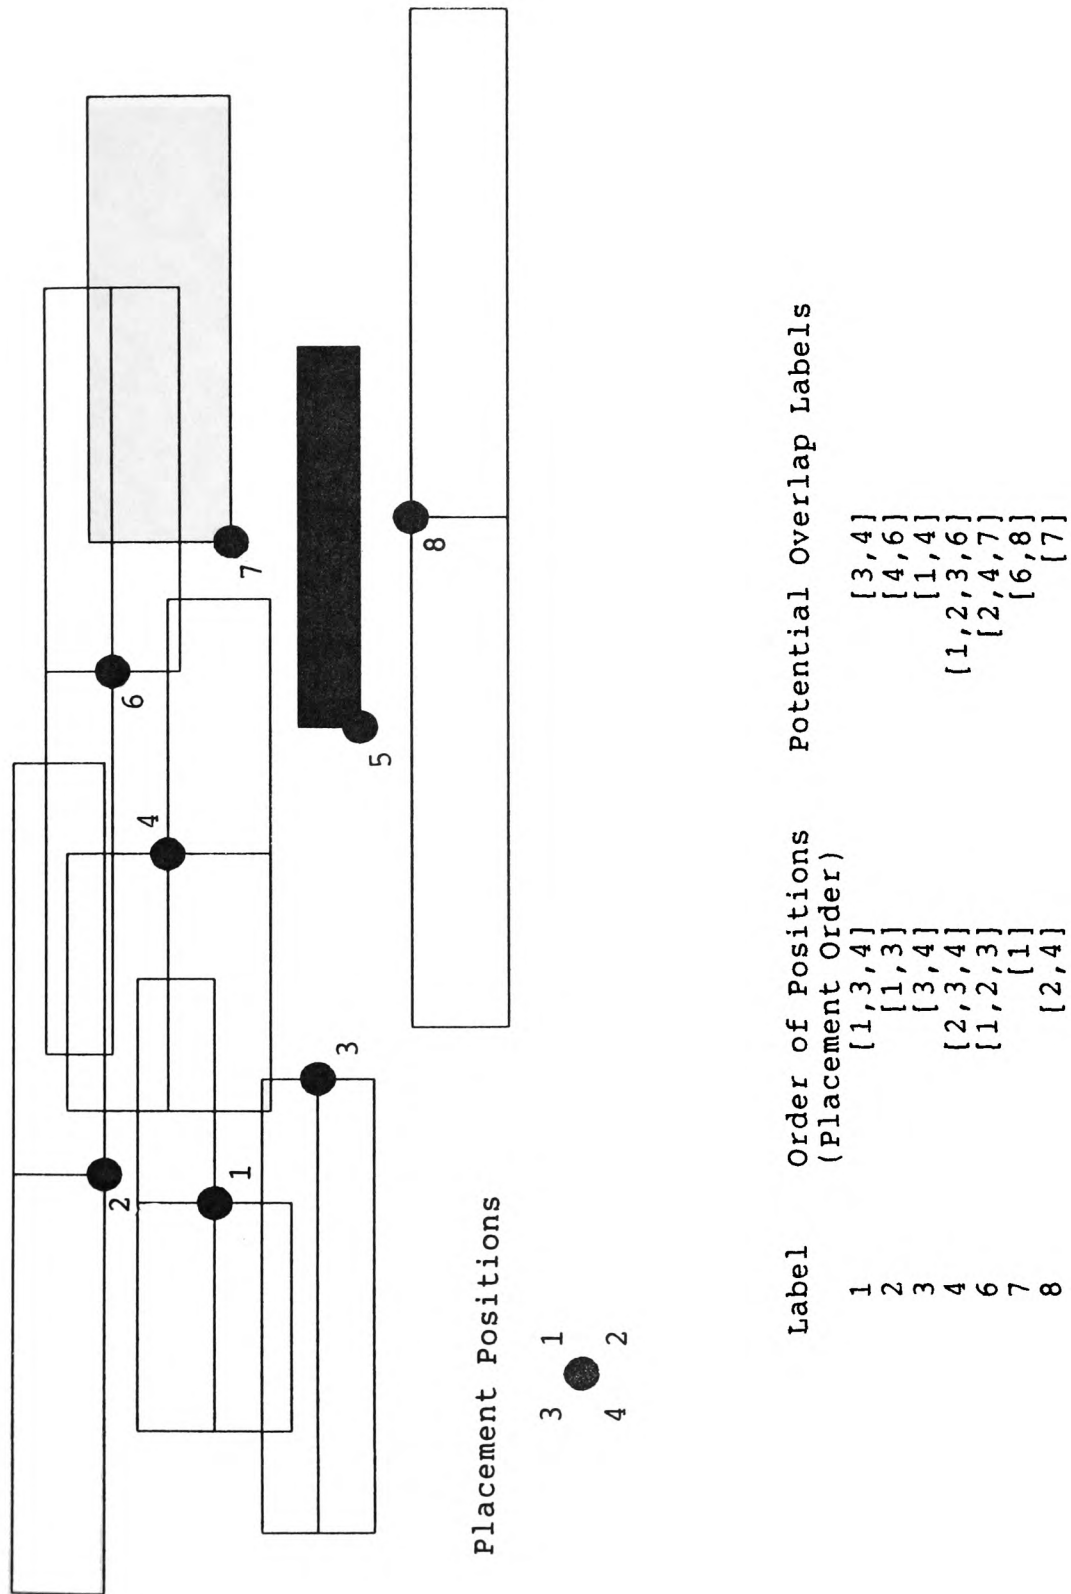 2
6
4
1
7
3
5
8
Placement Positions
3 1
4 2
Label Order of Positions Potential Overlap Labels
(Placement Order)
1 [1,3,4] [3,4]
2 [1,3] [4,6]
3 [3,4] [1,4]
4 [2,3,4] [1,2,3,6]
6 [1,2,3] [2,4,7]
7 [1] [6,8]
8 [2,4] [7]